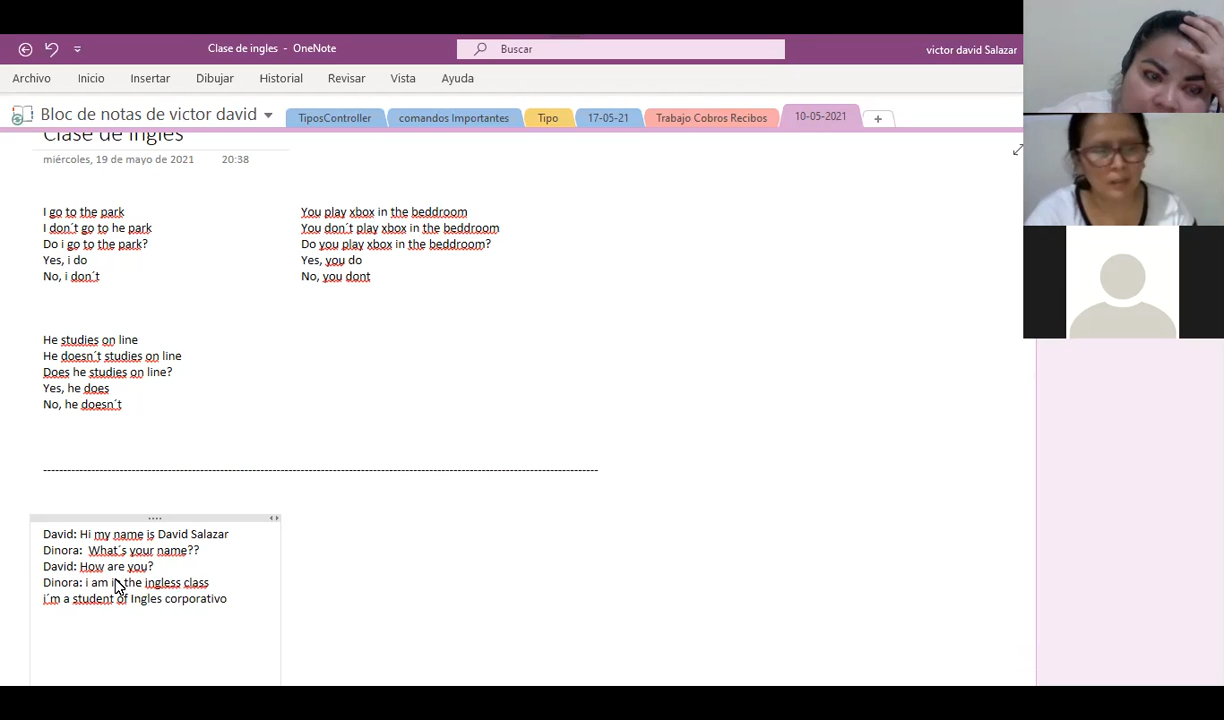 Clase de ingles - OneNote
Buscar
victor david Salazar
Archivo Inicio Insertar Dibujar Historial Revisar Vista Ayuda
Bloc de notas de victor david
TiposController comandos Importantes Tipo 17-05-21 Trabajo Cobros Recibos 10-05-2021
Clase de ingles
miércoles, 19 de mayo de 2021 20:38
I go to the park
I don´t go to he park
Do i go to the park?
Yes, i do
No, i don´t
You play xbox in the beddroom
You don´t play xbox in the beddroom
Do you play xbox in the beddroom?
Yes, you do
No, you dont
He studies on line
He doesn´t studies on line
Does he studies on line?
Yes, he does
No, he doesn´t
David: Hi my name is David Salazar
Dinora: What´s your name??
David: How are you?
Dinora: i am in the ingless class
i´m a student of Ingles corporativo